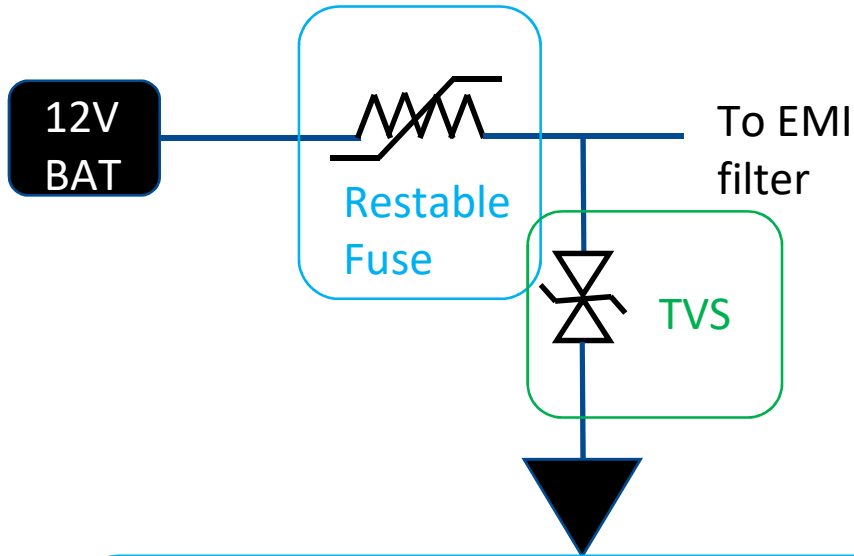 12V
BAT
To EMI
filter
Restable
Fuse
TVS